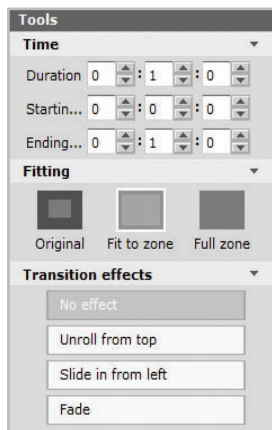 Tools
Time
Duration 0 : 1 : 0
Startin... 0 : 0 : 0
Ending... 0 : 1 : 0
Fitting
Original Fit to zone Full zone
Transition effects
No effect
Unroll from top
Slide in from left
Fade